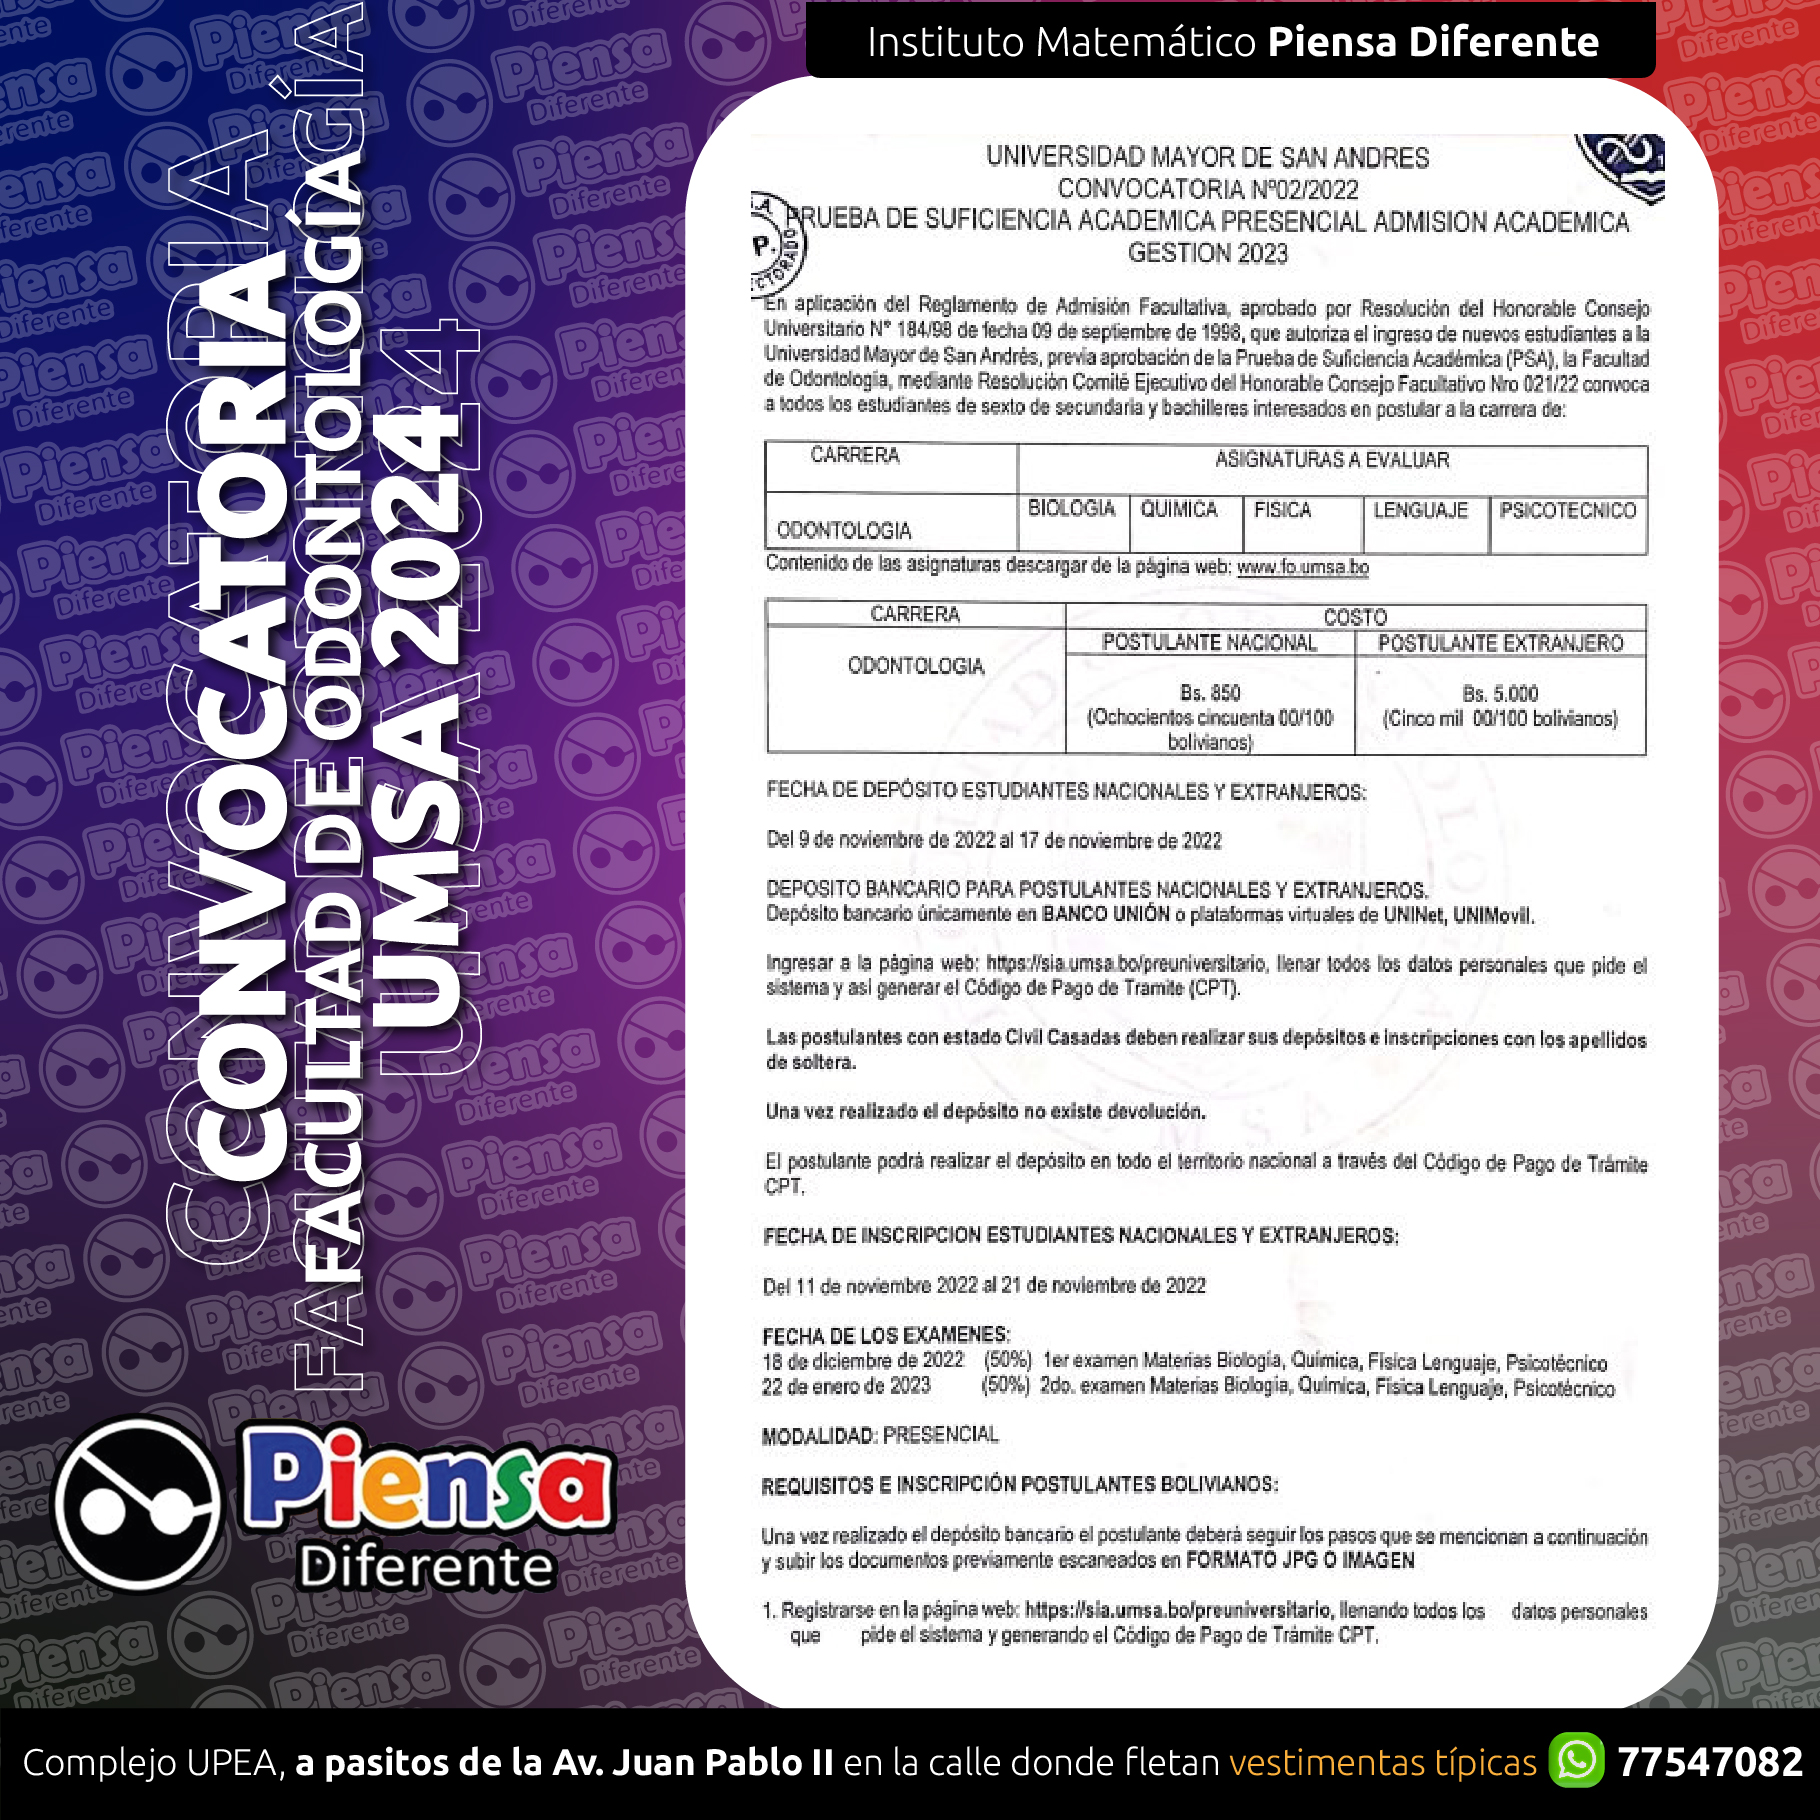 Instituto Matemático Piensa Diferente
CONVOCATORIA
FACULTAD DE ODONTOLOGÍA
UMSA 2024
UNIVERSIDAD MAYOR DE SAN ANDRES
CONVOCATORIA Nº02/2022
PRUEBA DE SUFICIENCIA ACADEMICA PRESENCIAL ADMISION ACADEMICA
GESTION 2023
En aplicación del Reglamento de Admisión Facultativa, aprobado por Resolución del Honorable Consejo
Universitario N° 184/98 de fecha 09 de septiembre de 1998, que autoriza el ingreso de nuevos estudiantes a la
Universidad Mayor de San Andrés, previa aprobación de la Prueba de Suficiencia Académica (PSA), la Facultad
de Odontología, mediante Resolución Comité Ejecutivo del Honorable Consejo Facultativo Nro 021/22 convoca
a todos los estudiantes de sexto de secundaria y bachilleres interesados en postular a la carrera de:
CARRERA ASIGNATURAS A EVALUAR
ODONTOLOGIA BIOLOGIA QUIMICA FISICA LENGUAJE PSICOTECNICO
Contenido de las asignaturas descargar de la página web: www.fo.umsa.bo
CARRERA COSTO
POSTULANTE NACIONAL POSTULANTE EXTRANJERO
ODONTOLOGIA
Bs. 850 Bs. 5.000
(Ochocientos cincuenta 00/100 (Cinco mil 00/100 bolivianos)
bolivianos)
FECHA DE DEPÓSITO ESTUDIANTES NACIONALES Y EXTRANJEROS:
Del 9 de noviembre de 2022 al 17 de noviembre de 2022
DEPOSITO BANCARIO PARA POSTULANTES NACIONALES Y EXTRANJEROS.
Depósito bancario únicamente en BANCO UNIÓN o plataformas virtuales de UNINet, UNIMovil.
Ingresar a la página web: https://sia.umsa.bo/preuniversitario, llenar todos los datos personales que pide el
sistema y así generar el Código de Pago de Tramite (CPT).
Las postulantes con estado Civil Casadas deben realizar sus depósitos e inscripciones con los apellidos
de soltera.
Una vez realizado el depósito no existe devolución.
El postulante podrá realizar el depósito en todo el territorio nacional a través del Código de Pago de Trámite
CPT.
FECHA DE INSCRIPCION ESTUDIANTES NACIONALES Y EXTRANJEROS:
Del 11 de noviembre 2022 al 21 de noviembre de 2022
FECHA DE LOS EXAMENES:
18 de diciembre de 2022 (50%) 1er examen Materias Biología, Química, Física Lenguaje, Psicotécnico
22 de enero de 2023 (50%) 2do. examen Materias Biología, Química, Física Lenguaje, Psicotécnico
MODALIDAD: PRESENCIAL
REQUISITOS E INSCRIPCIÓN POSTULANTES BOLIVIANOS:
Una vez realizado el depósito bancario el postulante deberá seguir los pasos que se mencionan a continuación
y subir los documentos previamente escaneados en FORMATO JPG O IMAGEN
1. Registrarse en la página web: https://sia.umsa.bo/preuniversitario, llenando todos los datos personales
que pide el sistema y generando el Código de Pago de Trámite CPT.
Piensa
Diferente
Complejo UPEA, a pasitos de la Av. Juan Pablo II en la calle donde fletan vestimentas típicas 77547082